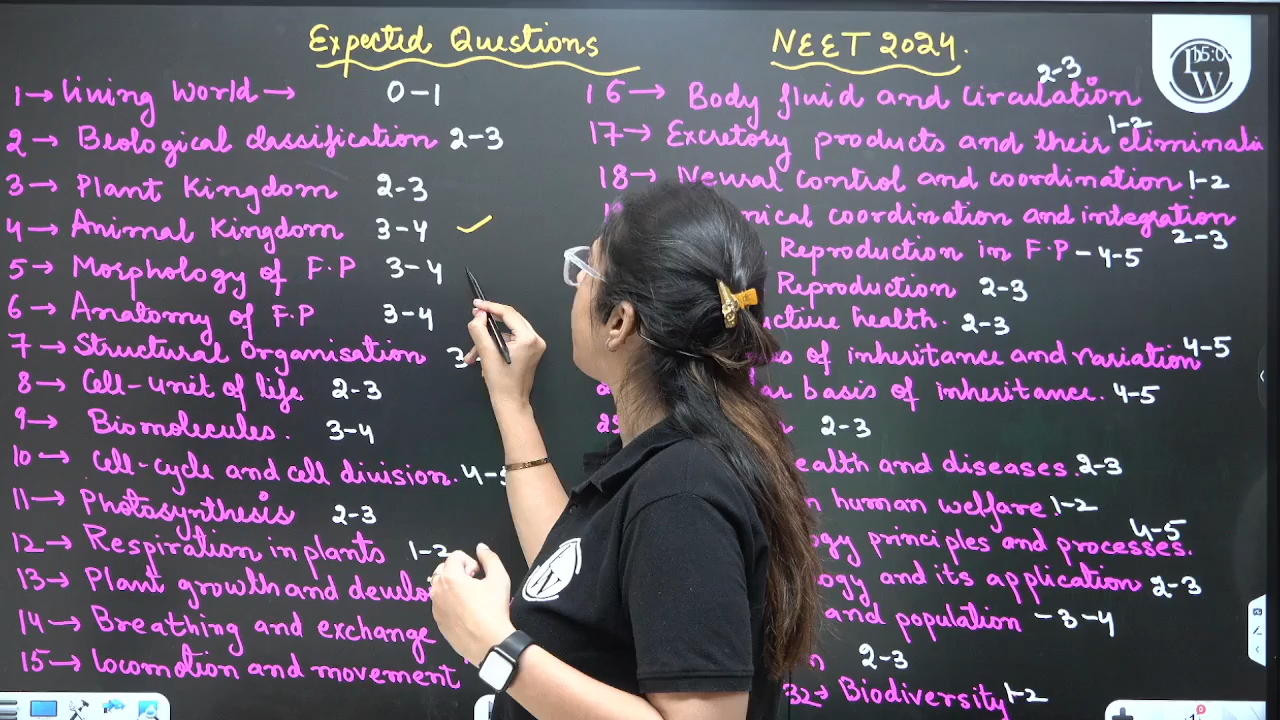 Expected Questions NEET 2024.
1→ Living World → 0-1
2→ Biological classification 2-3
3→ Plant Kingdom 2-3
4→ Animal Kingdom 3-4
5→ Morphology of F.P 3-4
6→ Anatomy of F.P 3-4
7→ Structural Organisation 3
8→ Cell-unit of life 2-3
9→ Biomolecules. 3-4
10→ Cell-cycle and cell division. 4-5
11→ Photosynthesis 2-3
12→ Respiration in plants 1-2
13→ Plant growth and
14→ Breathing and exchange
15→ Locomotion and movement
16→ Body fluid and Circulation 2-3
17→ Excretory products and their 1-2
18→ Neural control and coordination 1-2
coordination and integration 2-3
Reproduction in F.P - 4-5
Reproduction 2-3
health. 2-3
of inheritance and variation 4-5
basis of inheritance. 4-5
2-3
and diseases. 2-3
human welfare. 1-2
principles and processes. 4-5
and its application 2-3
and population - 3-4
2-3
32→ Biodiversity 1-2
W